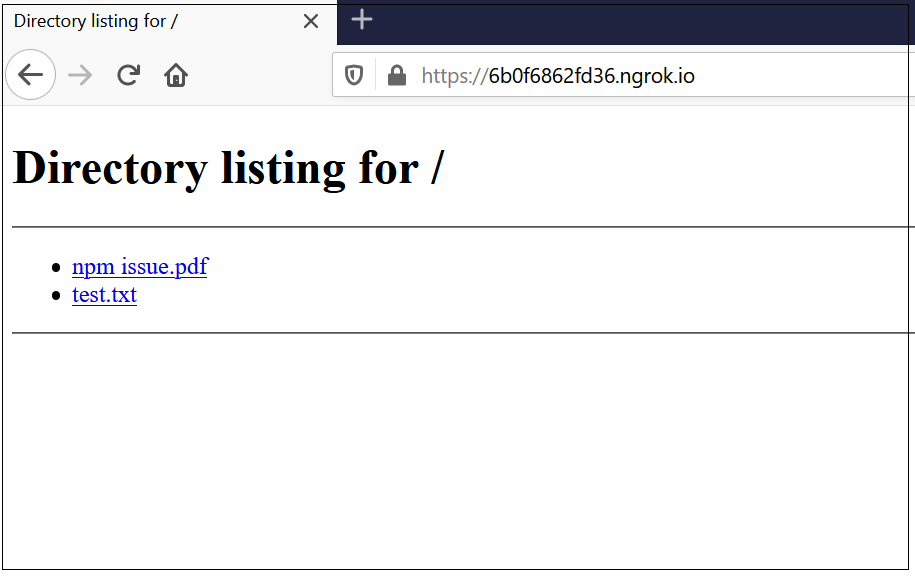 Directory listing for /
https://6b0f6862fd36.ngrok.io
Directory listing for /
npm issue.pdf
test.txt